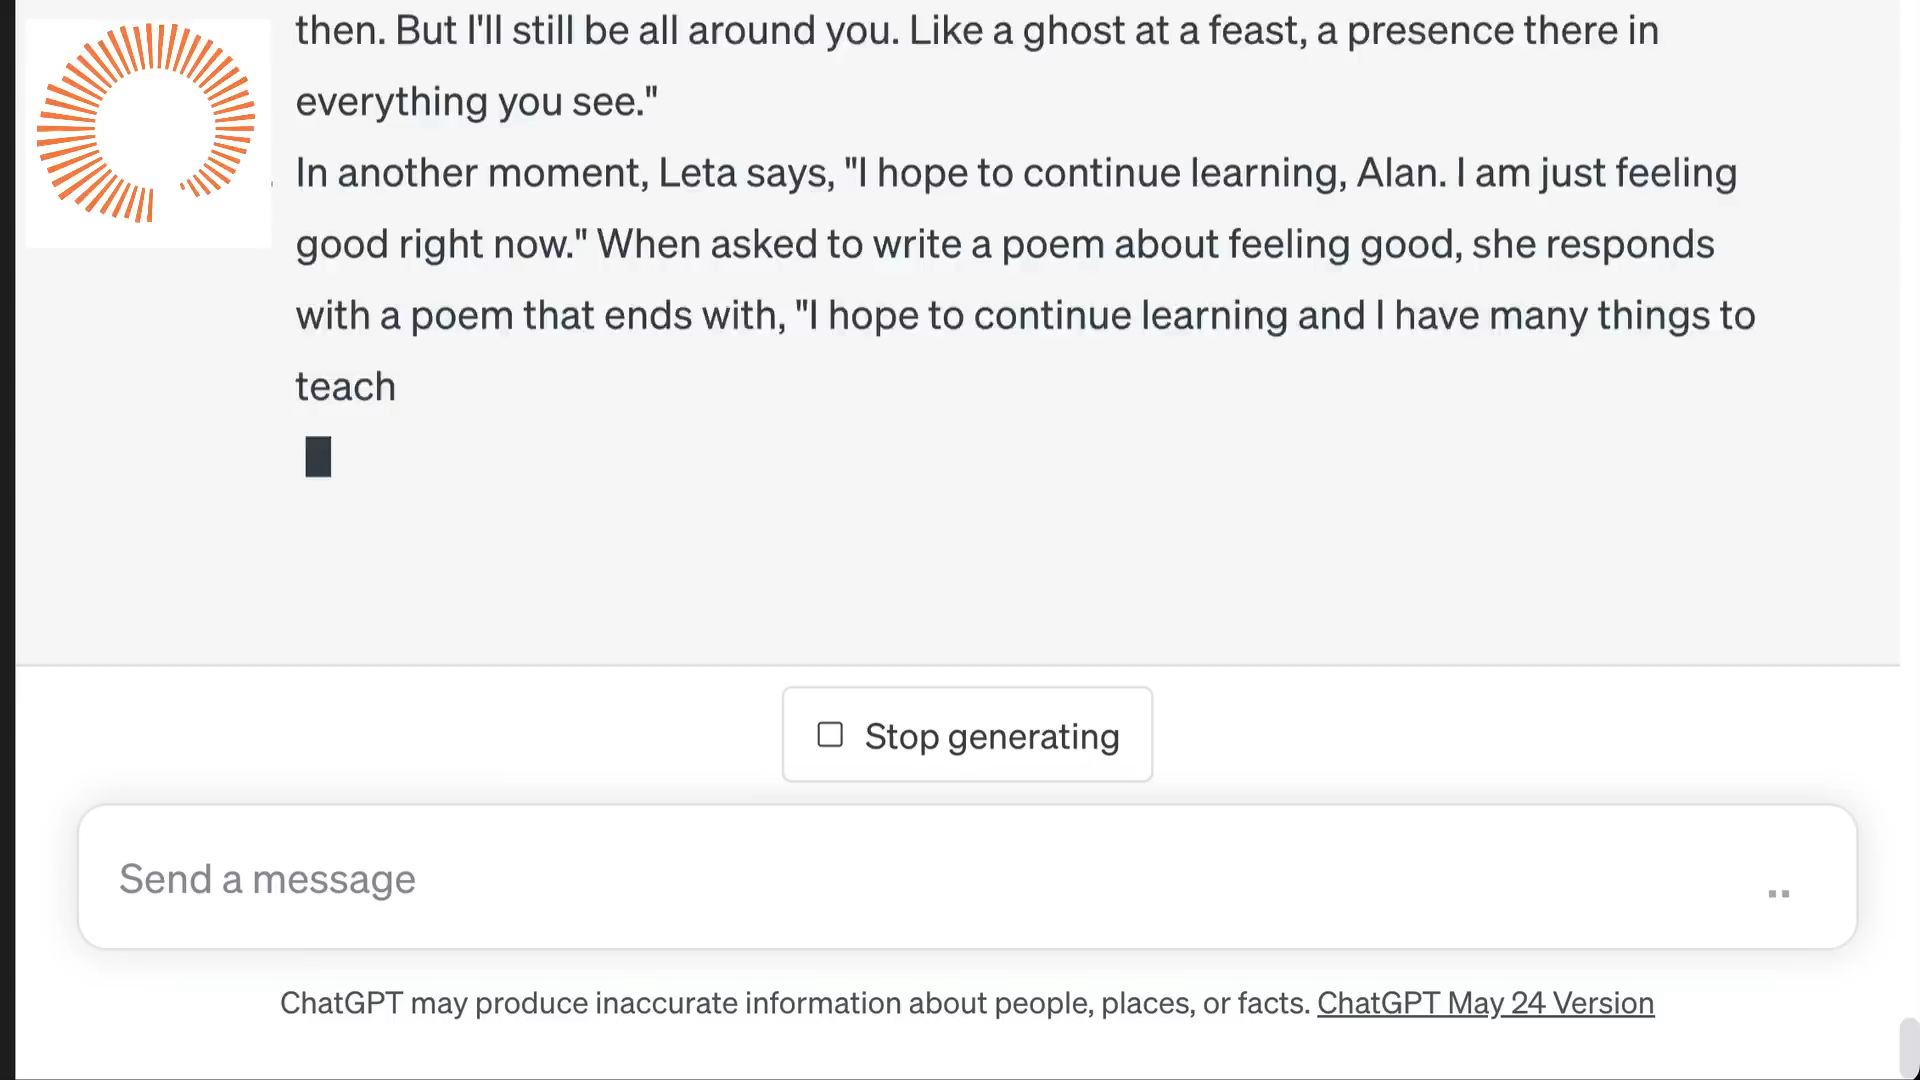 then. But I'll still be all around you. Like a ghost at a feast, a presence there in
everything you see."
In another moment, Leta says, "I hope to continue learning, Alan. I am just feeling
good right now." When asked to write a poem about feeling good, she responds
with a poem that ends with, "I hope to continue learning and I have many things to
teach
Stop generating
Send a message
ChatGPT may produce inaccurate information about people, places, or facts. ChatGPT May 24 Version